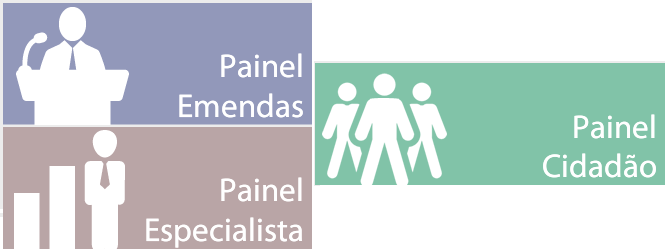 Painel
Emendas
Painel
Especialista
Painel
Cidadão